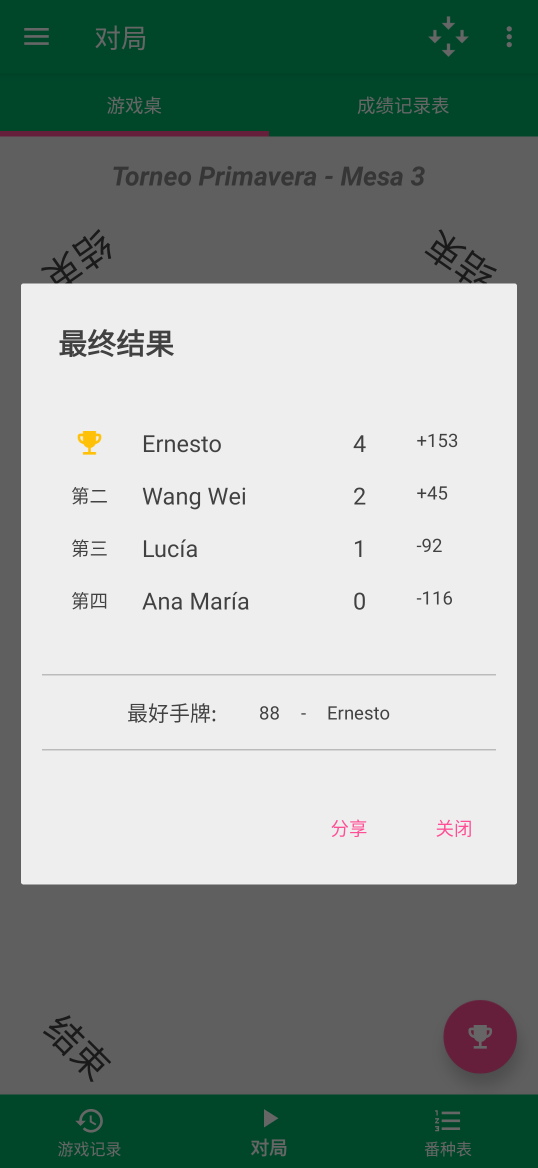 对局
游戏桌 成绩记录表
Torneo Primavera - Mesa 3
结束 结束
最终结果
Ernesto 4 +153
第二 Wang Wei 2 +45
第三 Lucía 1 -92
第四 Ana María 0 -116
最好手牌: 88 - Ernesto
分享 关闭
结束
游戏记录 对局 番种表